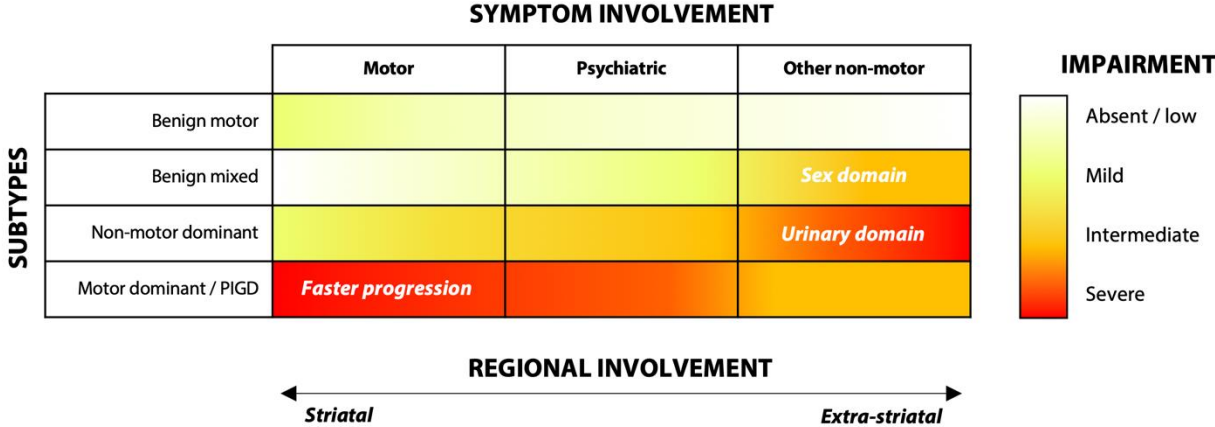 SYMPTOM INVOLVEMENT
Motor Psychiatric Other non-motor
IMPAIRMENT
SUBTYPES
Benign motor
Benign mixed Sex domain
Non-motor dominant Urinary domain
Motor dominant / PIGD Faster progression
Absent / low
Mild
Intermediate
Severe
REGIONAL INVOLVEMENT
Striatal Extra-striatal